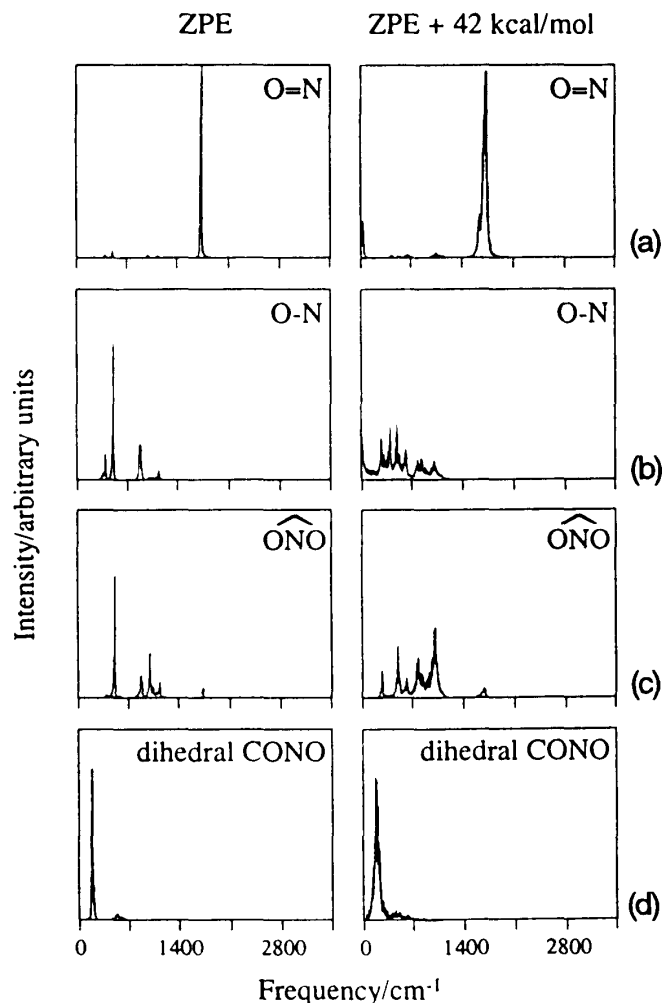 ZPE ZPE + 42 kcal/mol
O=N O=N
(a)
O-N O-N
(b)
ONO ONO
(c)
dihedral CONO dihedral CONO
(d)
0 1400 2800 0 1400 2800
Frequency/cm⁻¹
Intensity/arbitrary units